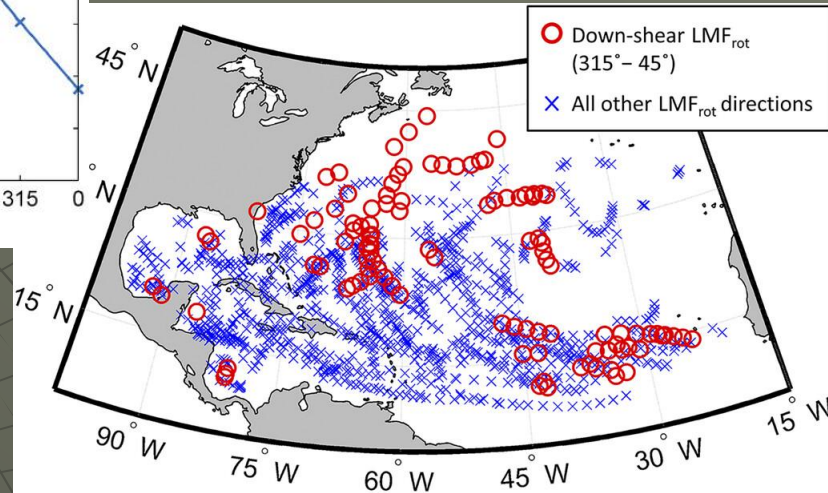 Down-shear LMFrot
(315°– 45°)
All other LMFrot directions
45° N
315 0
° N
15° N
90° W
75° W
60° W
45° W
30° W
15° W